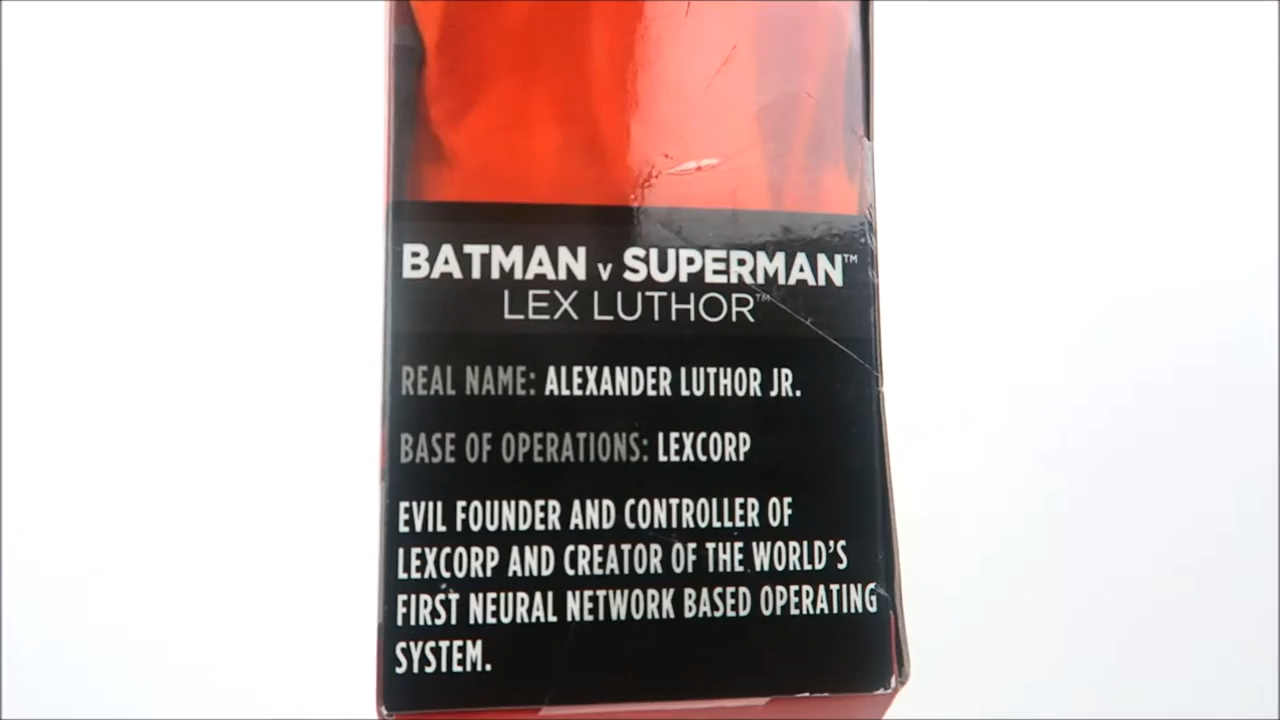 BATMAN v SUPERMAN™
LEX LUTHOR™
REAL NAME: ALEXANDER LUTHOR JR.
BASE OF OPERATIONS: LEXCORP
EVIL FOUNDER AND CONTROLLER OF
LEXCORP AND CREATOR OF THE WORLD'S
FIRST NEURAL NETWORK BASED OPERATING
SYSTEM.